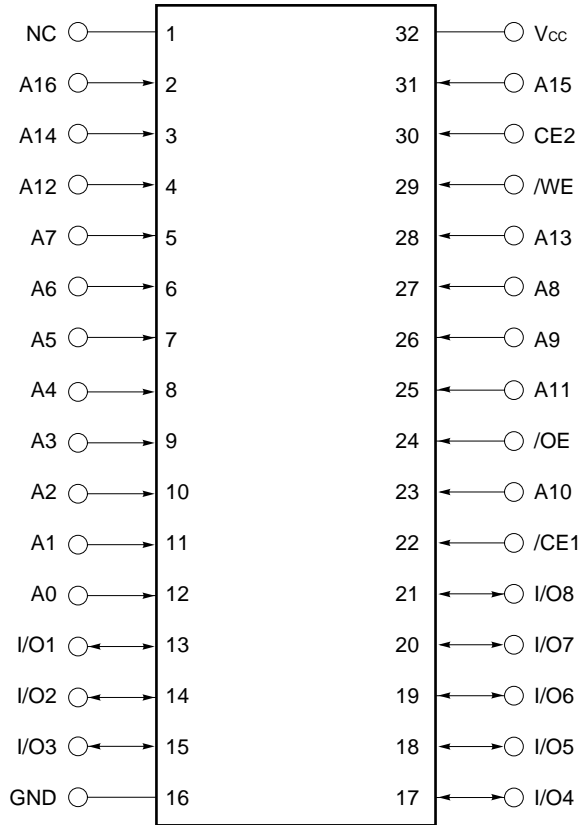 NC 1 32 Vcc
A16 2 31 A15
A14 3 30 CE2
A12 4 29 /WE
A7 5 28 A13
A6 6 27 A8
A5 7 26 A9
A4 8 25 A11
A3 9 24 /OE
A2 10 23 A10
A1 11 22 /CE1
A0 12 21 I/O8
I/O1 13 20 I/O7
I/O2 14 19 I/O6
I/O3 15 18 I/O5
GND 16 17 I/O4